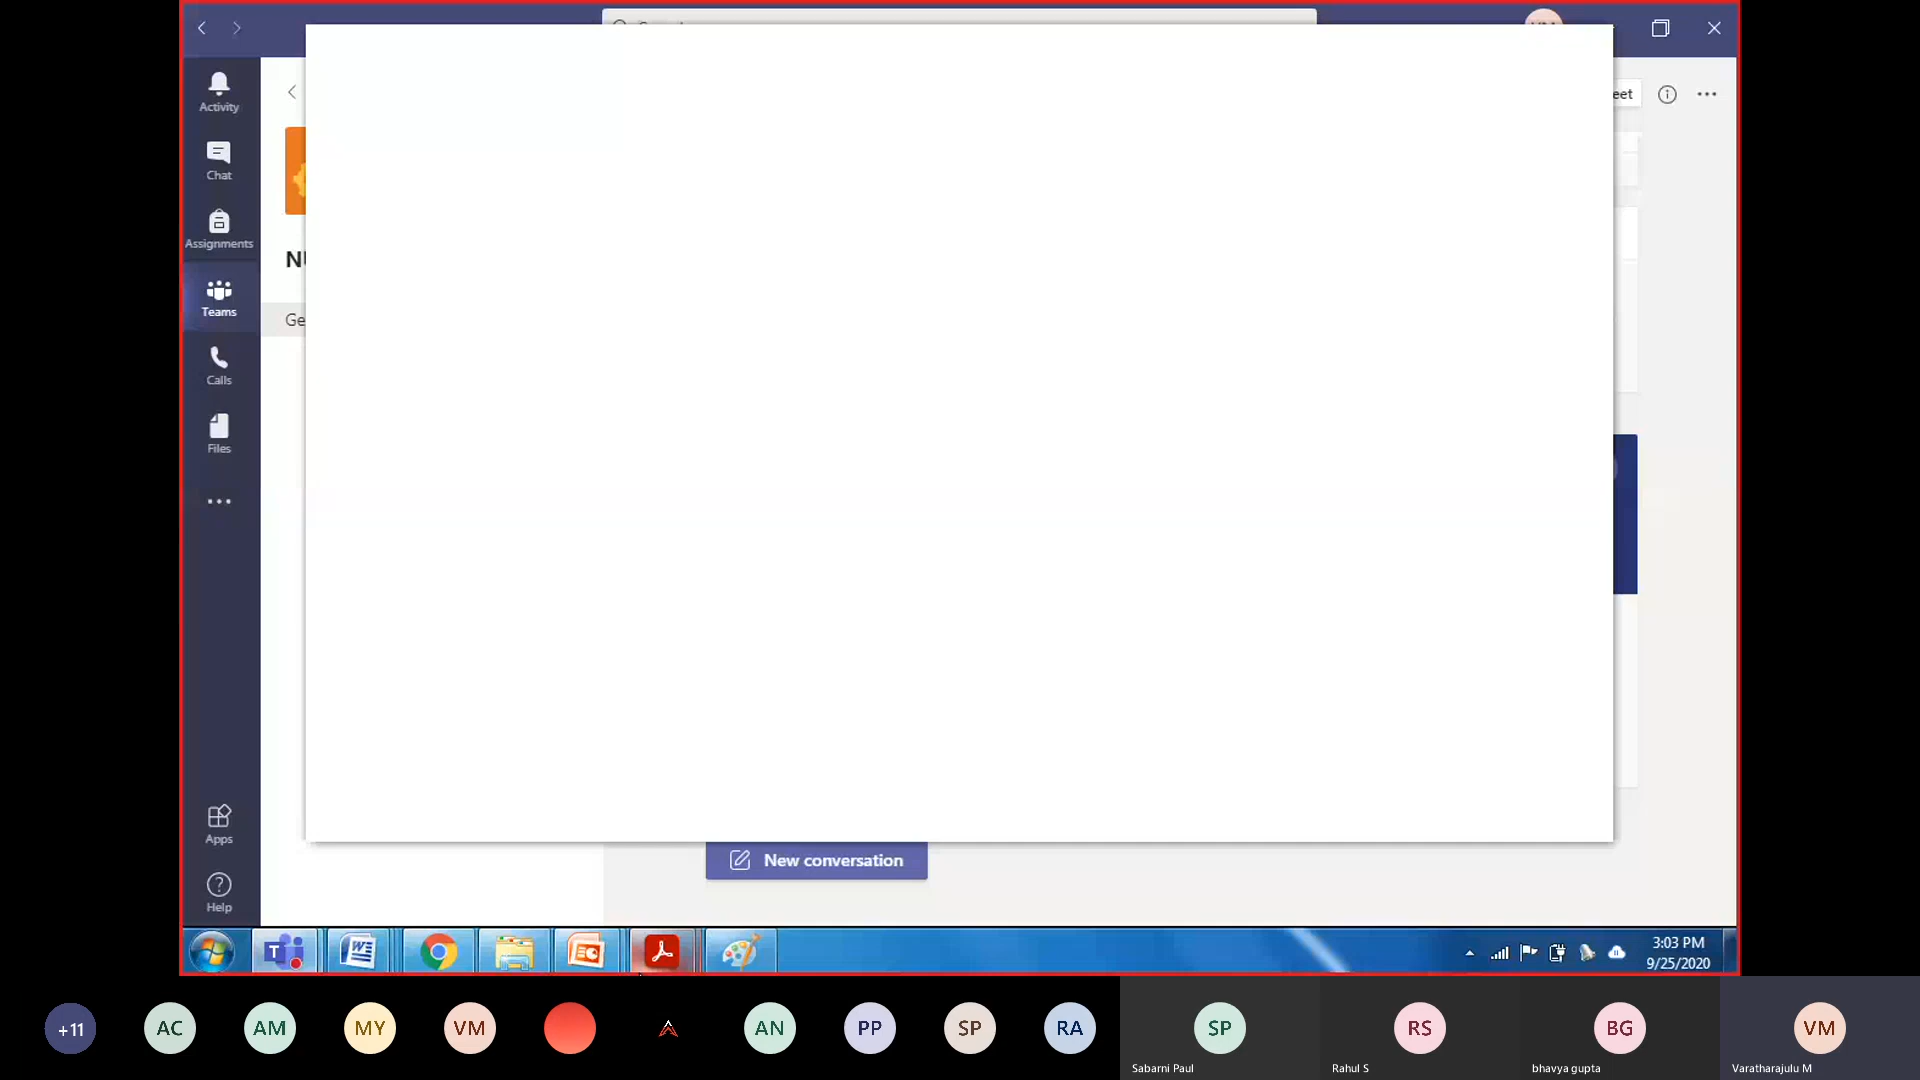 Activity
Chat
Assignments
Teams
Calls
Files
Apps
Help
eet
Ge
New conversation
3:03 PM
9/25/2020
+11
AC
AM
MY
VM
AN
PP
SP
RA
SP
Sabarni Paul
RS
Rahul S
BG
bhavya gupta
VM
Varatharajulu M